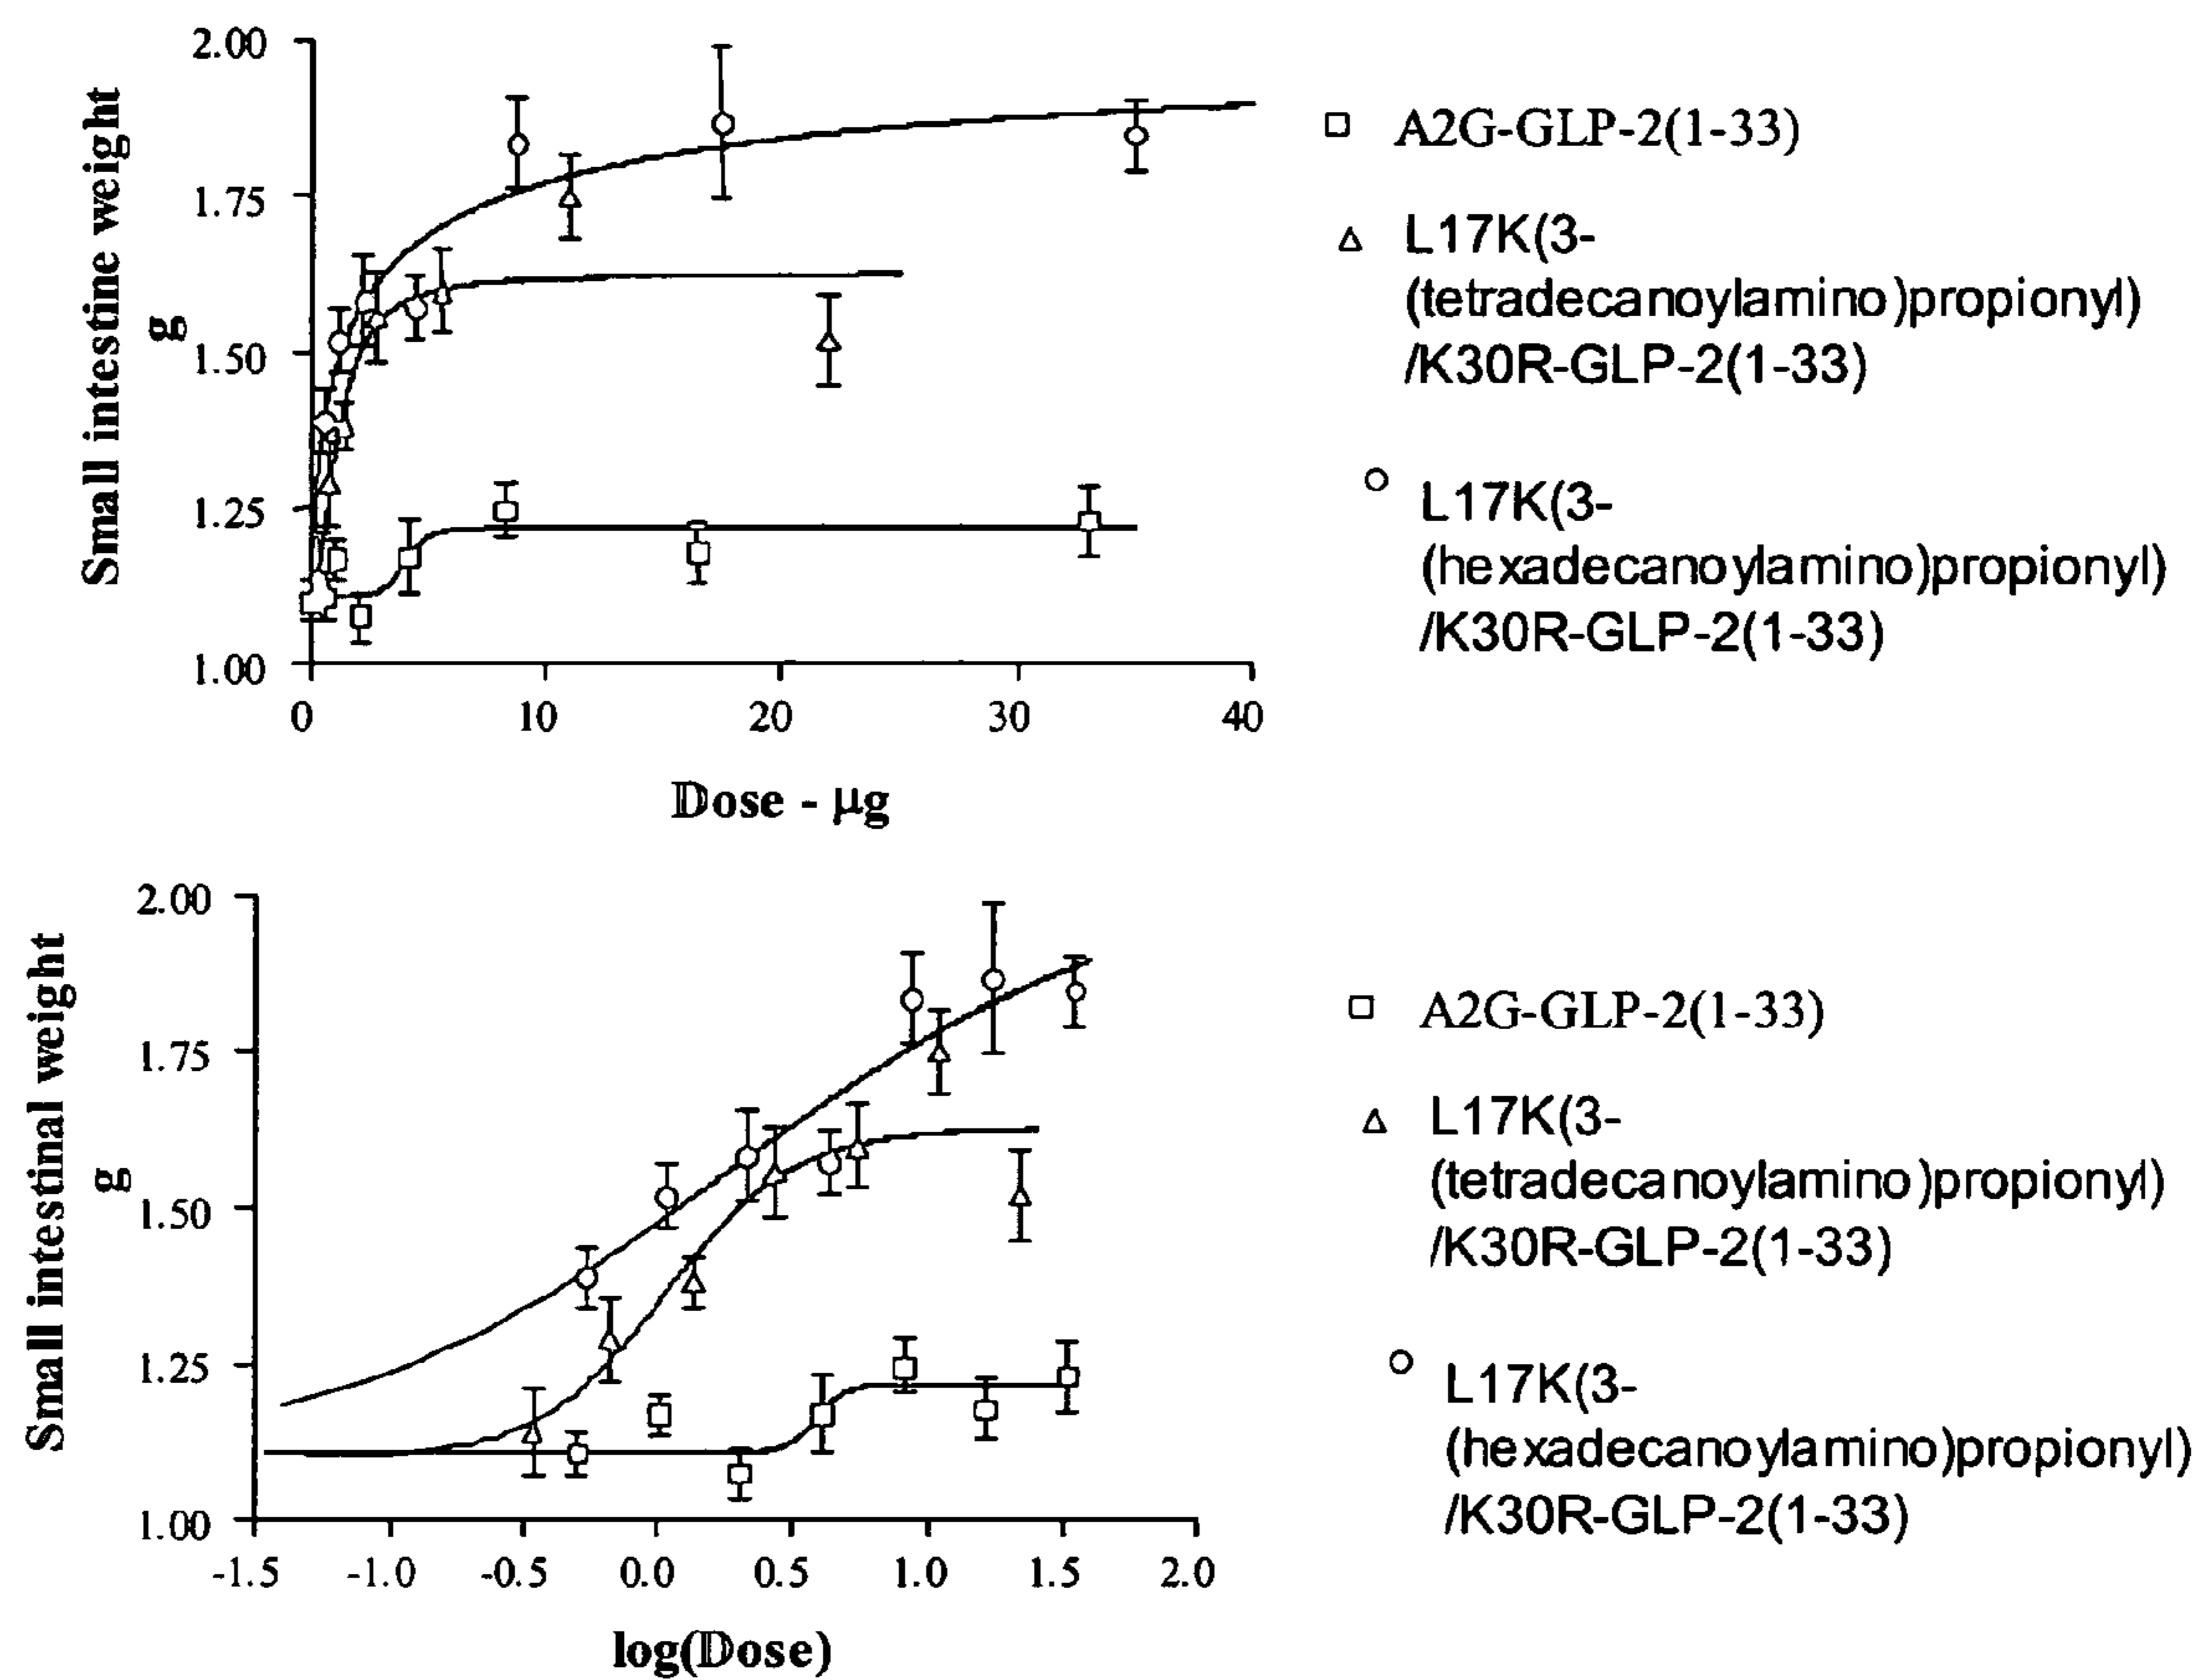 2.00
1.75
1.50
1.25
1.00
Small intestine weight
g
0 10 20 30 40
Dose - µg
A2G-GLP-2(1-33)
L17K(3-
(tetradecanoylamino)propionyl)
/K30R-GLP-2(1-33)
L17K(3-
(hexadecanoylamino)propionyl)
/K30R-GLP-2(1-33)
2.00
1.75
1.50
1.25
1.00
Small intestinal weight
g
-1.5 -1.0 -0.5 0.0 0.5 1.0 1.5 2.0
log(Dose)
A2G-GLP-2(1-33)
L17K(3-
(tetradecanoylamino)propionyl)
/K30R-GLP-2(1-33)
L17K(3-
(hexadecanoylamino)propionyl)
/K30R-GLP-2(1-33)